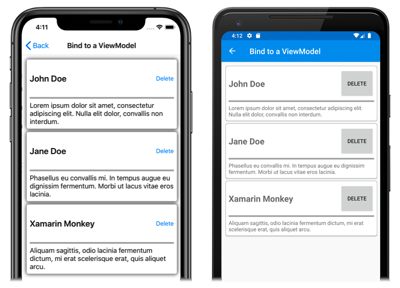 4:11
Back
Bind to a ViewModel
John Doe
Delete
Lorem ipsum dolor sit amet, consectetur
adipiscing elit. Nulla elit dolor, convallis non
interdum.
Jane Doe
Delete
Phasellus eu convallis mi. In tempus augue eu
dignissim fermentum. Morbi ut lacus vitae eros
lacinia.
Xamarin Monkey
Delete
Aliquam sagittis, odio lacinia fermentum
dictum, mi erat scelerisque erat, quis aliquet
arcu.
4:12
Bind to a ViewModel
John Doe
DELETE
Lorem ipsum dolor sit amet, consectetur adipiscing elit.
Nulla elit dolor, convallis non interdum.
Jane Doe
DELETE
Phasellus eu convallis mi. In tempus augue eu dignissim
fermentum. Morbi ut lacus vitae eros lacinia.
Xamarin Monkey
DELETE
Aliquam sagittis, odio lacinia fermentum dictum, mi erat
scelerisque erat, quis aliquet arcu.